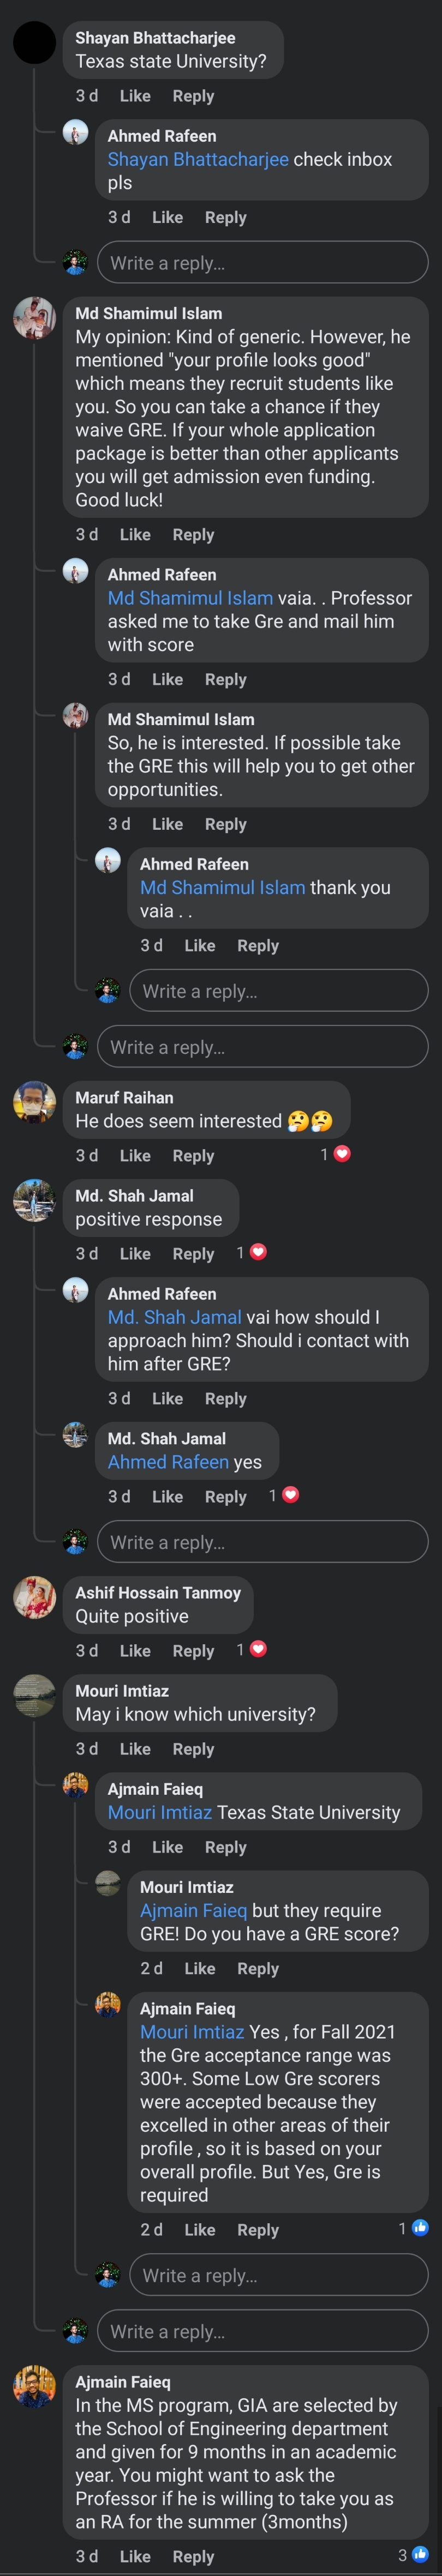 Shayan Bhattacharjee
Texas state University?
3 d Like Reply
Ahmed Rafeen
Shayan Bhattacharjee check inbox
pls
3 d Like Reply
Write a reply...
Md Shamimul Islam
My opinion: Kind of generic. However, he
mentioned "your profile looks good"
which means they recruit students like
you. So you can take a chance if they
waive GRE. If your whole application
package is better than other applicants
you will get admission even funding.
Good luck!
3 d Like Reply
Ahmed Rafeen
Md Shamimul Islam vaia. . Professor
asked me to take Gre and mail him
with score
3 d Like Reply
Md Shamimul Islam
So, he is interested. If possible take
the GRE this will help you to get other
opportunities.
3 d Like Reply
Ahmed Rafeen
Md Shamimul Islam thank you
vaia . .
3 d Like Reply
Write a reply...
Write a reply...
Maruf Raihan
He does seem interested 🤔🤔
3 d Like Reply 1
Md. Shah Jamal
positive response
3 d Like Reply 1
Ahmed Rafeen
Md. Shah Jamal vai how should I
approach him? Should i contact with
him after GRE?
3 d Like Reply
Md. Shah Jamal
Ahmed Rafeen yes
3 d Like Reply 1
Write a reply...
Ashif Hossain Tanmoy
Quite positive
3 d Like Reply 1
Mouri Imtiaz
May i know which university?
3 d Like Reply
Ajmain Faieq
Mouri Imtiaz Texas State University
3 d Like Reply
Mouri Imtiaz
Ajmain Faieq but they require
GRE! Do you have a GRE score?
2 d Like Reply
Ajmain Faieq
Mouri Imtiaz Yes , for Fall 2021
the Gre acceptance range was
300+. Some Low Gre scorers
were accepted because they
excelled in other areas of their
profile , so it is based on your
overall profile. But Yes, Gre is
required
2 d Like Reply 1
Write a reply...
Write a reply...
Ajmain Faieq
In the MS program, GIA are selected by
the School of Engineering department
and given for 9 months in an academic
year. You might want to ask the
Professor if he is willing to take you as
an RA for the summer (3months)
3 d Like Reply 3